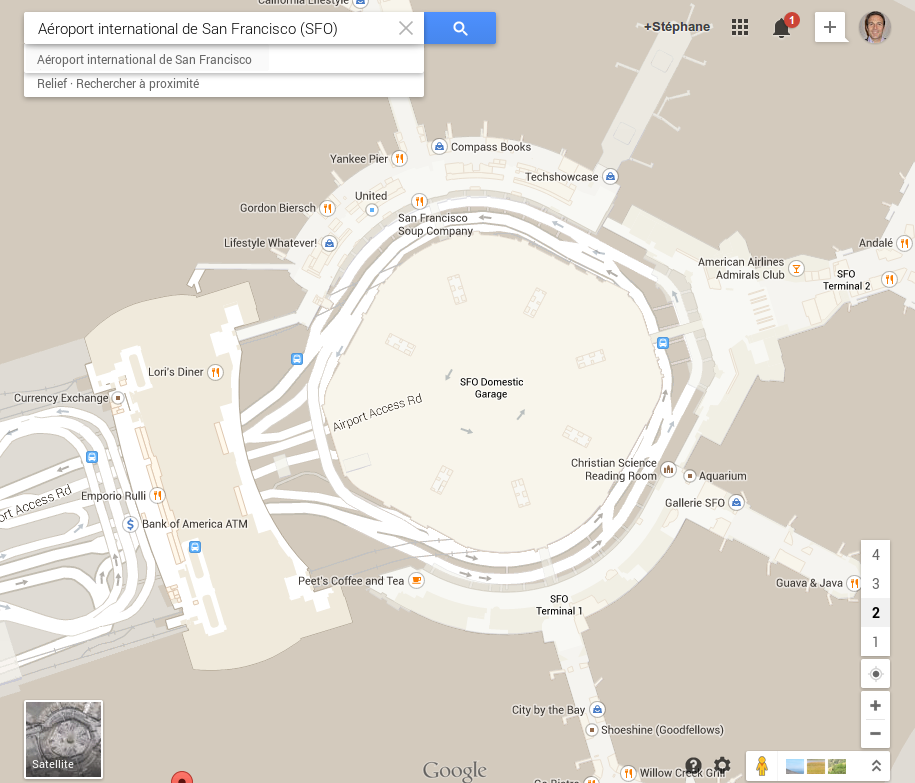 California Lifestyle
Aéroport international de San Francisco (SFO)
+Stéphane
1
Aéroport international de San Francisco
Relief · Rechercher à proximité
Compass Books
Yankee Pier
Techshowcase
United
Gordon Biersch
San Francisco
Soup Company
Lifestyle Whatever!
Andalé
American Airlines
Admirals Club
SFO
Terminal 2
Lori's Diner
SFO Domestic
Garage
Currency Exchange
Airport Access Rd
Christian Science
Reading Room
Aquarium
Emporio Rulli
ort Access Rd
Gallerie SFO
$
Bank of America ATM
4
Peet's Coffee and Tea
Guava & Java
3
SFO
Terminal 1
2
1
City by the Bay
Shoeshine (Goodfellows)
+
−
Satellite
Google
Willow Creek Grill
?
Go Bistro